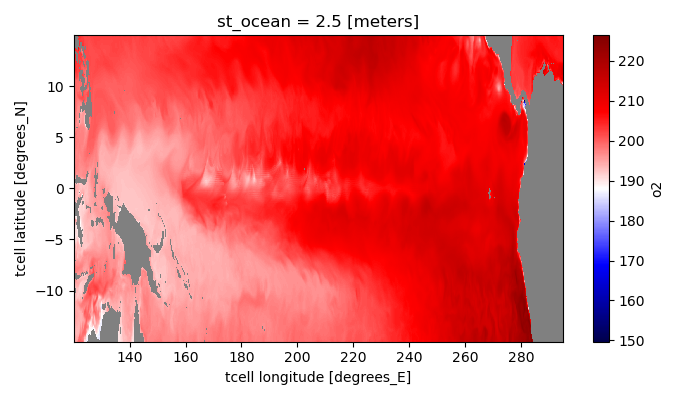 st_ocean = 2.5 [meters]
tcell latitude [degrees_N]
10
5
0
−5
−10
140 160 180 200 220 240 260 280
tcell longitude [degrees_E]
220
210
200
190
180
170
160
150
o2